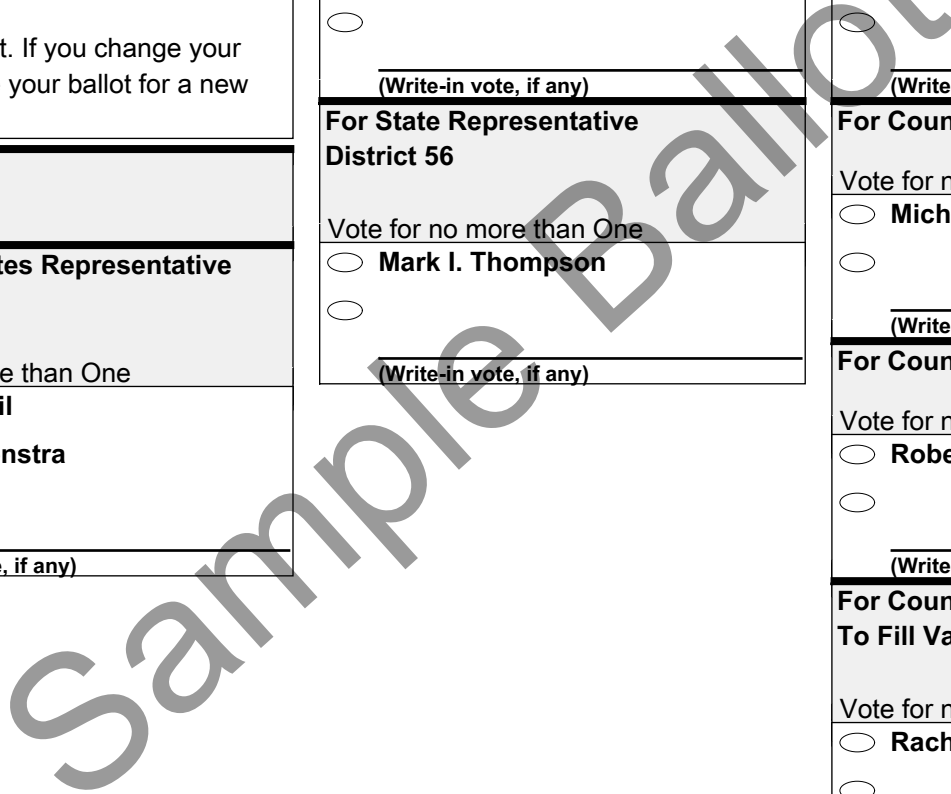 t. If you change your
your ballot for a new
tes Representative
e than One
il
nstra
, if any)
(Write-in vote, if any)
For State Representative
District 56
Vote for no more than One
Mark I. Thompson
(Write-in vote, if any)
(Write
For Coun
Vote for n
Mich
(Write
For Coun
Vote for n
Robe
(Write
For Coun
To Fill Va
Vote for n
Rach
Sample Ballot